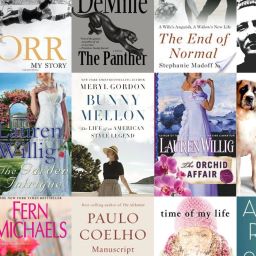 ORR
MY STORY
DeMille
The Panther
A Wife's Anguish, A Widow's New Life
The End of
Normal
Stephanie Madoff
Lauren
Willig
The Garden
Intrigue
MERYL GORDON
BUNNY
MELLON
THE LIFE OF AN AMERICAN
STYLE LEGEND
LAUREN WILLIG
THE ORCHID
AFFAIR
FERN
MICHAELS
PAULO
COELHO
Manuscript
time of my life
A
R